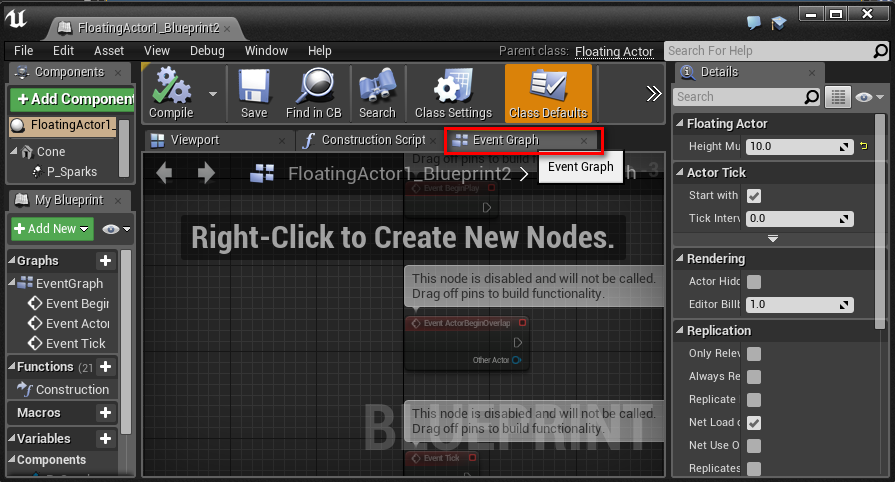 FloatingActor1_Blueprint2
File Edit Asset View Debug Window Help
Parent class: Floating Actor
Search For Help
Components
Add Component
FloatingActor1_
Cone
P_Sparks
My Blueprint
Add New
Graphs
EventGraph
Event Begin
Event Actor
Event Tick
Functions (21
Construction
Macros
Variables
Components
Compile
Save
Find in CB
Search
Class Settings
Class Defaults
Viewport
Construction Script
Event Graph
Drag off pins to build functionality.
FloatingActor1_Blueprint2 >
Event Graph
Event BeginPlay
Right-Click to Create New Nodes.
This node is disabled and will not be called.
Drag off pins to build functionality.
Event ActorBeginOverlap
Other Actor
This node is disabled and will not be called.
Drag off pins to build functionality.
BLUEPRINT
Event Tick
Details
Search
Floating Actor
Height Mu 10.0
Actor Tick
Start with
Tick Interv 0.0
Rendering
Actor Hidd
Editor Billb 1.0
Replication
Only Relev
Always Re
Replicate
Net Load o
Net Use O
Replicates